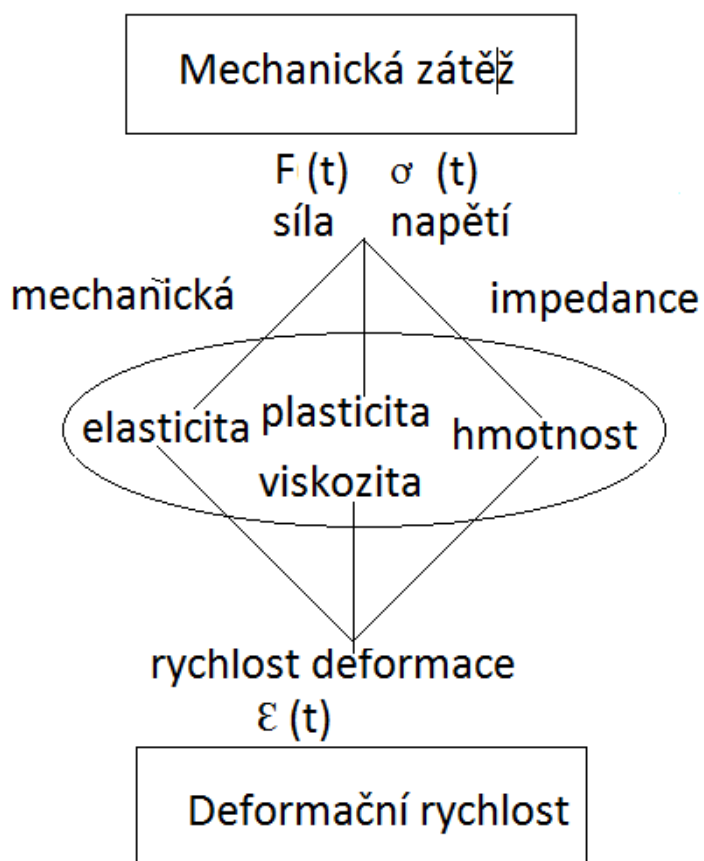 Mechanická zátěž
F (t) σ (t)
síla napětí
mechanická impedance
elasticita plasticita hmotnost
viskozita
rychlost deformace
Ɛ (t)
Deformační rychlost